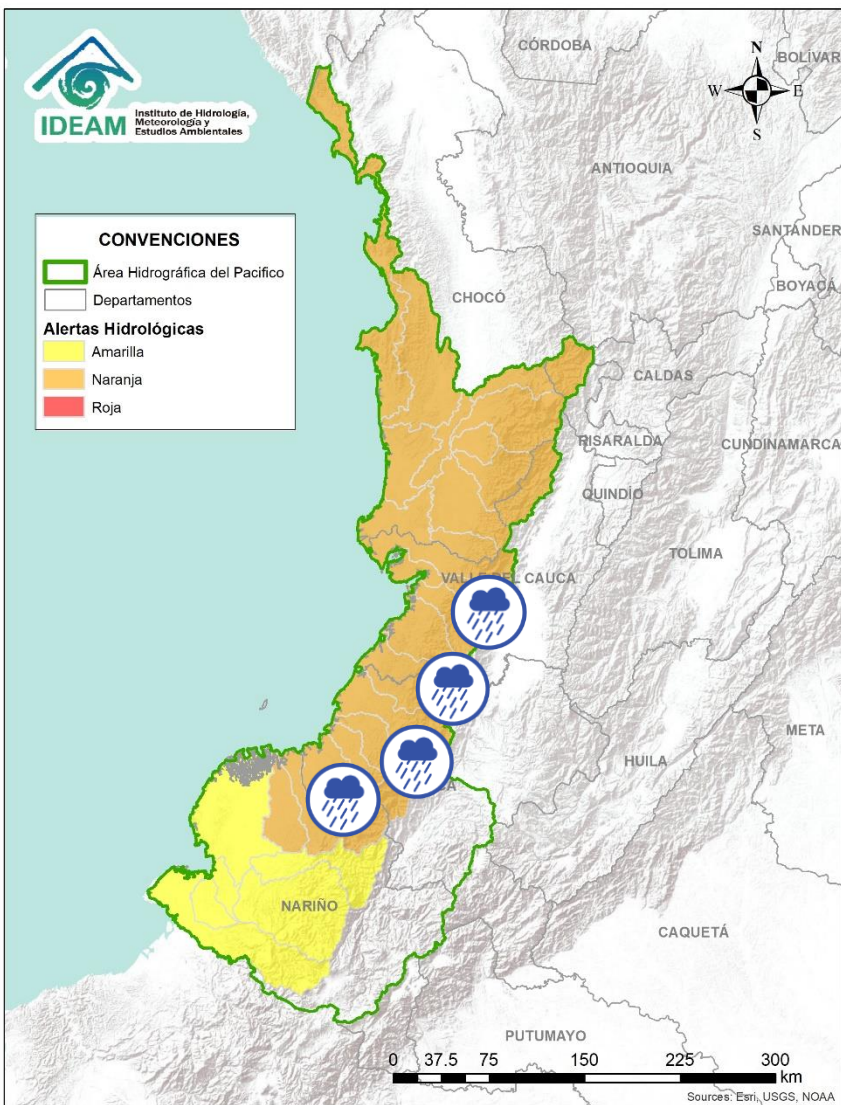 IDEAM
Instituto de Hidrología,
Meteorología y
Estudios Ambientales
CONVENCIONES
Área Hidrográfica del Pacifico
Departamentos
Alertas Hidrológicas
Amarilla
Naranja
Roja
N
W E
S
CÓRDOBA
BOLÍVAR
ANTIOQUIA
SANTANDER
BOYACÁ
CHOCÓ
CALDAS
RISARALDA
CUNDINAMARCA
QUINDÍO
TOLIMA
VALLE DEL CAUCA
META
HUILA
NARIÑO
CAQUETÁ
PUTUMAYO
0 37.5 75 150 225 300
km
Sources: Esri, USGS, NOAA